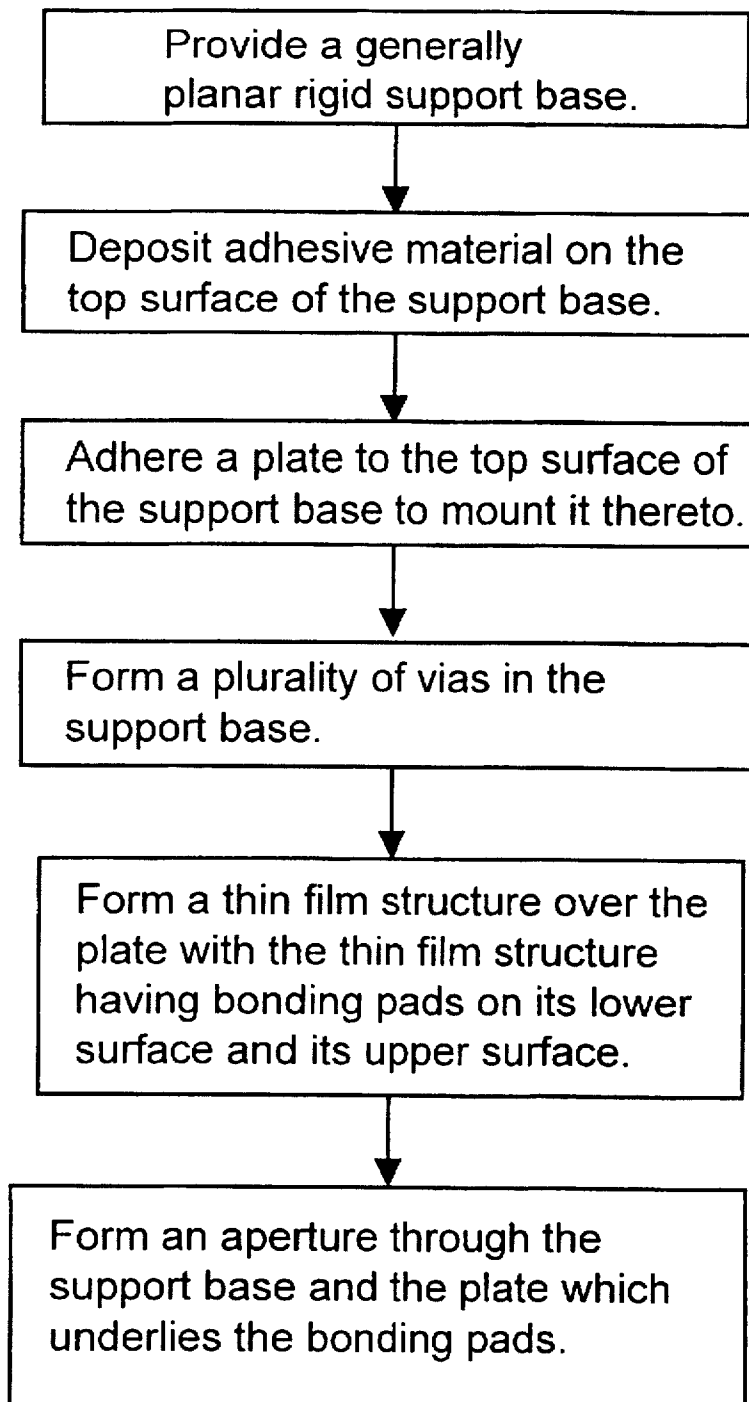 Provide a generally
planar rigid support base.
Deposit adhesive material on the
top surface of the support base.
Adhere a plate to the top surface of
the support base to mount it thereto.
Form a plurality of vias in the
support base.
Form a thin film structure over the
plate with the thin film structure
having bonding pads on its lower
surface and its upper surface.
Form an aperture through the
support base and the plate which
underlies the bonding pads.